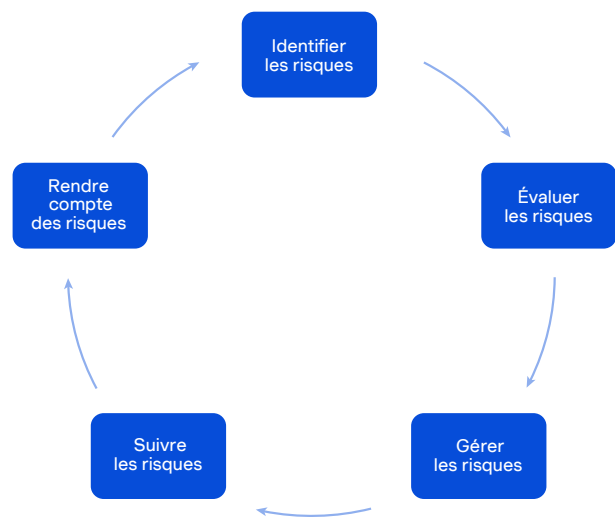 Identifier
les risques
Évaluer
les risques
Gérer
les risques
Suivre
les risques
Rendre
compte
des risques